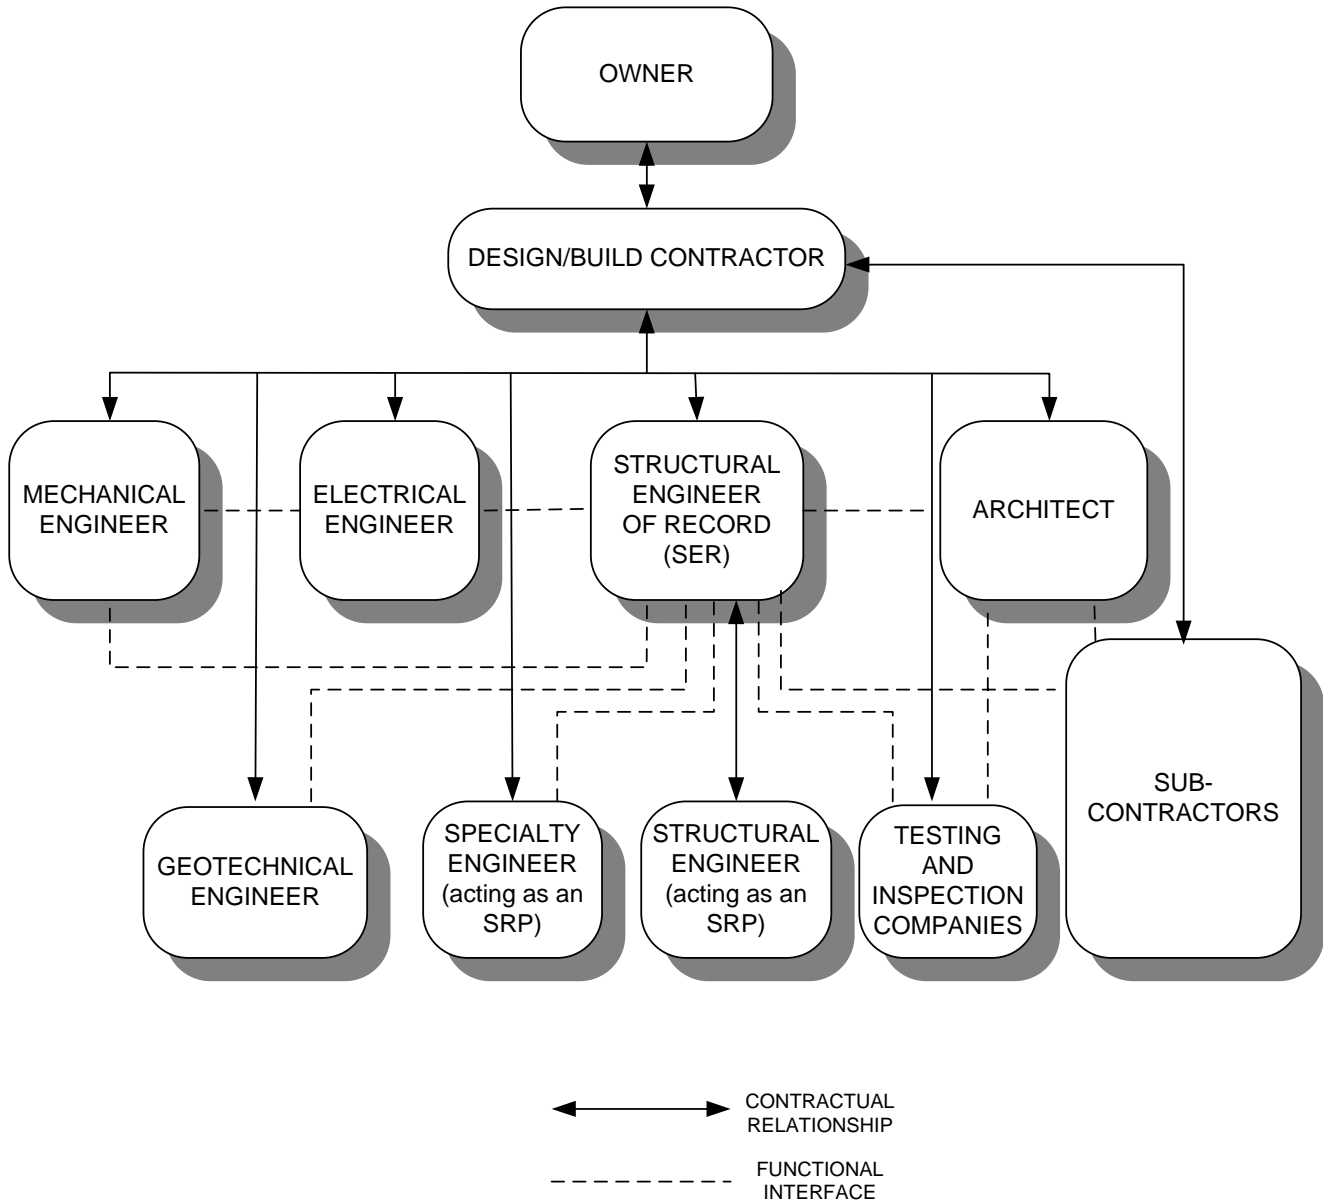 OWNER
DESIGN/BUILD CONTRACTOR
MECHANICAL
ENGINEER
ELECTRICAL
ENGINEER
STRUCTURAL
ENGINEER
OF RECORD
(SER)
ARCHITECT
GEOTECHNICAL
ENGINEER
SPECIALTY
ENGINEER
(acting as an
SRP)
STRUCTURAL
ENGINEER
(acting as an
SRP)
TESTING
AND
INSPECTION
COMPANIES
SUB-
CONTRACTORS
CONTRACTUAL
RELATIONSHIP
FUNCTIONAL
INTERFACE